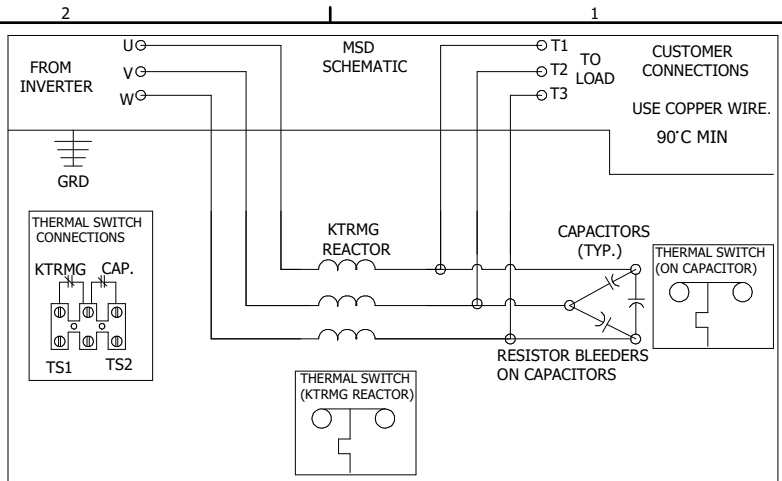 2
1
U
V
W
FROM
INVERTER
MSD
SCHEMATIC
T1
T2
T3
TO
LOAD
CUSTOMER
CONNECTIONS
USE COPPER WIRE.
90°C MIN
GRD
THERMAL SWITCH
CONNECTIONS
KTRMG
CAP.
TS1
TS2
KTRMG
REACTOR
CAPACITORS
(TYP.)
THERMAL SWITCH
(ON CAPACITOR)
RESISTOR BLEEDERS
ON CAPACITORS
THERMAL SWITCH
(KTRMG REACTOR)